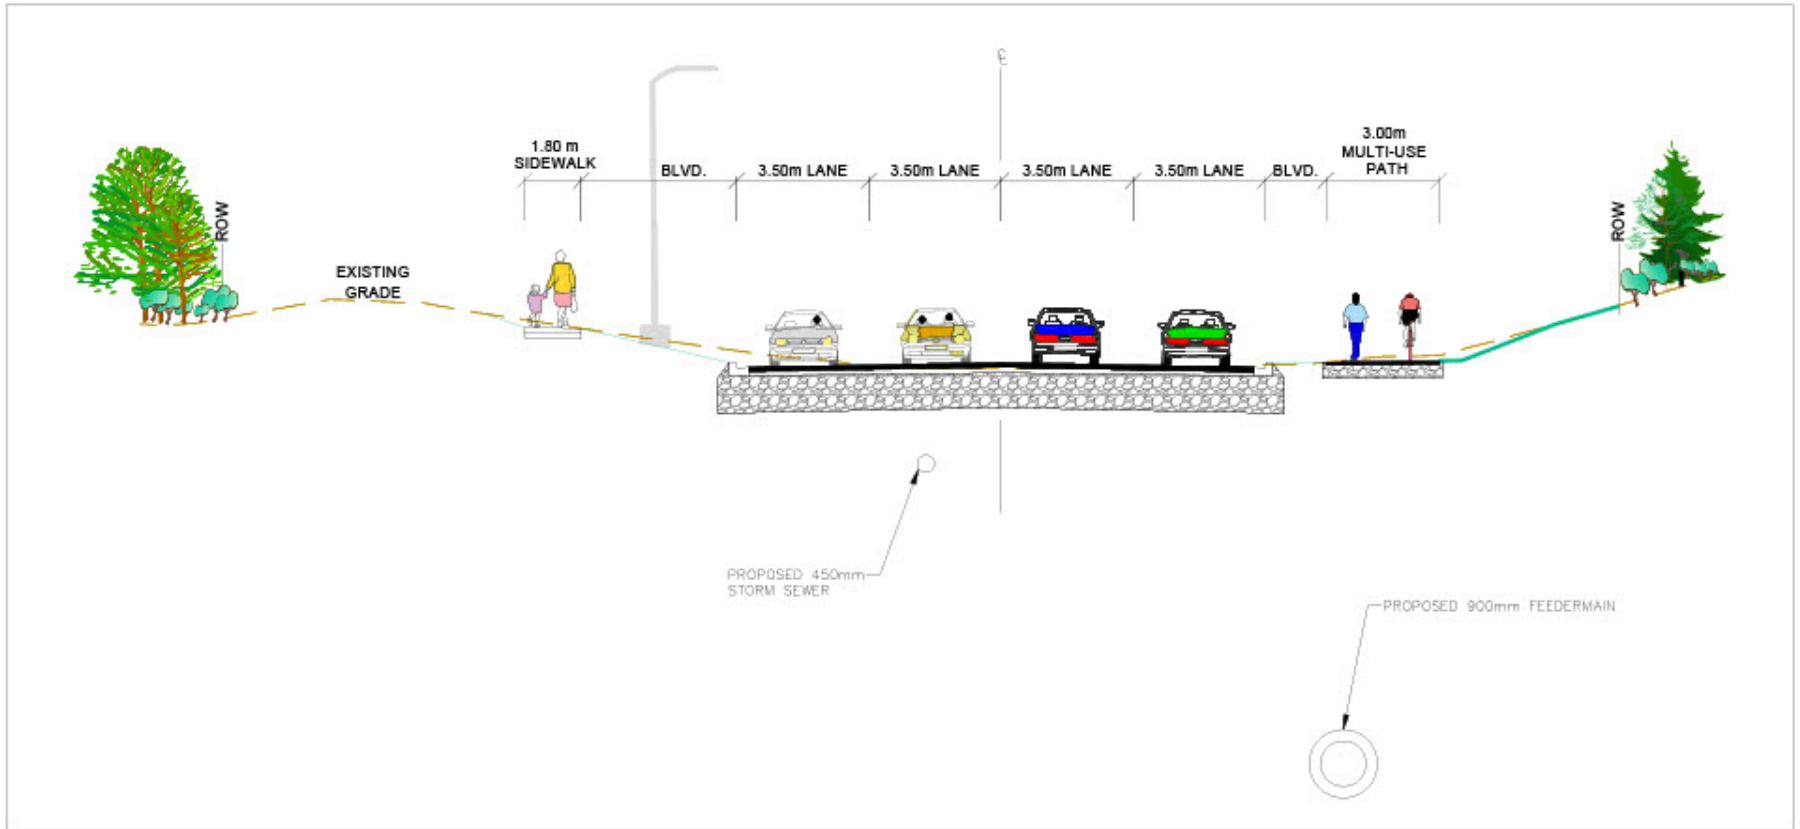 ℄
1.80 m
SIDEWALK
BLVD.
3.50m LANE
3.50m LANE
3.50m LANE
3.50m LANE
BLVD.
3.00m
MULTI-USE
PATH
ROW
ROW
EXISTING
GRADE
PROPOSED 450mm
STORM SEWER
PROPOSED 900mm FEEDERMAIN